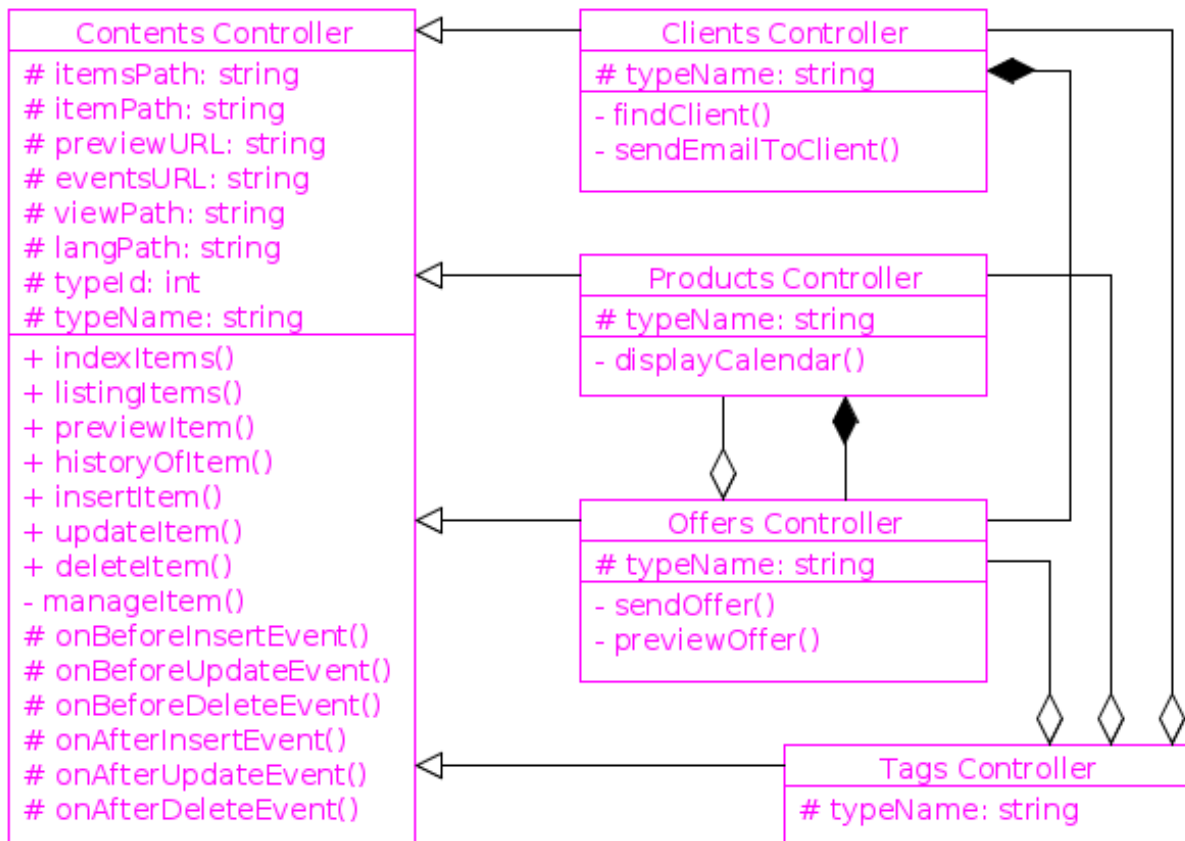 Contents Controller
# itemsPath: string
# itemPath: string
# previewURL: string
# eventsURL: string
# viewPath: string
# langPath: string
# typeId: int
# typeName: string
+ indexItems()
+ listingItems()
+ previewItem()
+ historyOfItem()
+ insertItem()
+ updateItem()
+ deleteItem()
- manageItem()
# onBeforeInsertEvent()
# onBeforeUpdateEvent()
# onBeforeDeleteEvent()
# onAfterInsertEvent()
# onAfterUpdateEvent()
# onAfterDeleteEvent()
Clients Controller
# typeName: string
- findClient()
- sendEmailToClient()
Products Controller
# typeName: string
- displayCalendar()
Offers Controller
# typeName: string
- sendOffer()
- previewOffer()
Tags Controller
# typeName: string